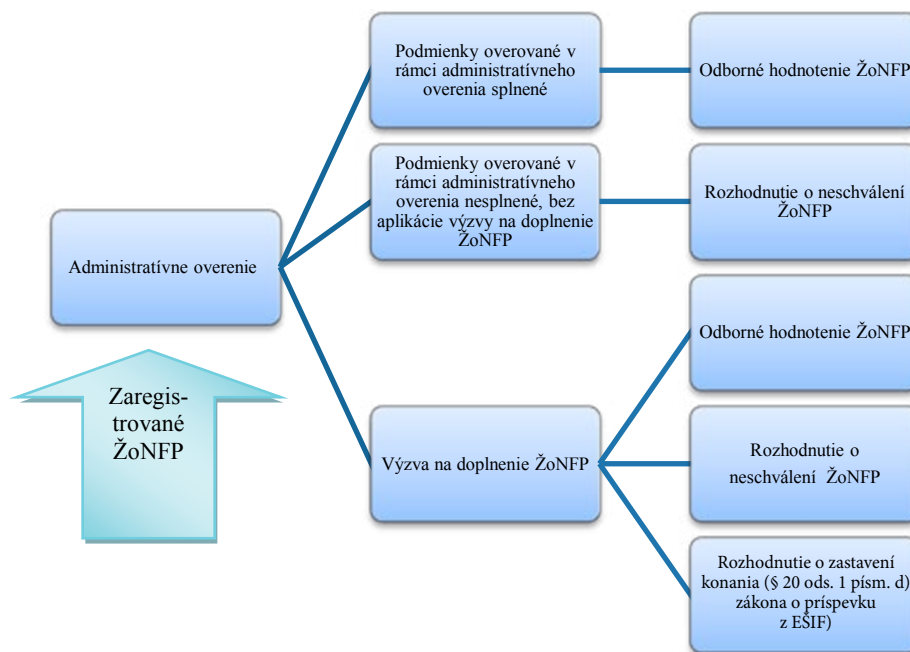 Administratívne overenie
Zaregis-
trované
ŽoNFP
Podmienky overované v
rámci administratívneho
overenia splnené
Odborné hodnotenie ŽoNFP
Podmienky overované v
rámci administratívneho
overenia nesplnené, bez
aplikácie výzvy na doplnenie
ŽoNFP
Rozhodnutie o neschválení
ŽoNFP
Výzva na doplnenie ŽoNFP
Odborné hodnotenie ŽoNFP
Rozhodnutie o
neschválení ŽoNFP
Rozhodnutie o zastavení
konania (§ 20 ods. 1 písm. d)
zákona o príspevku
z EŠIF)